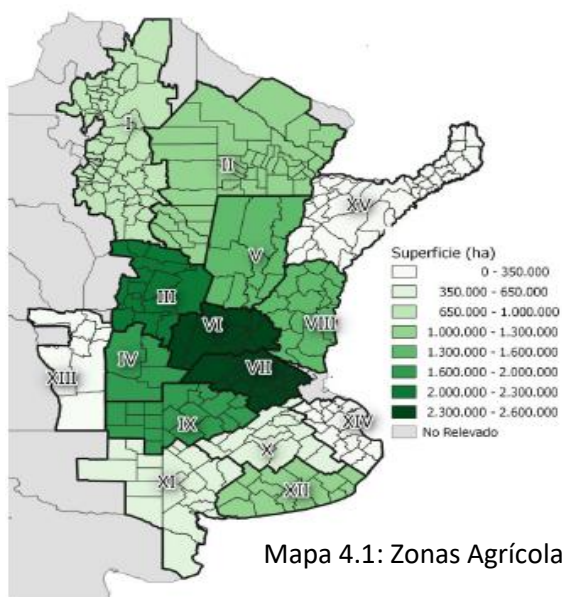 I
II
XV
V
III
VI
VIII
IV
VII
XIII
IX
XIV
X
XI
XII
Superficie (ha)
0 - 350.000
350.000 - 650.000
650.000 - 1.000.000
1.000.000 - 1.300.000
1.300.000 - 1.600.000
1.600.000 - 2.000.000
2.000.000 - 2.300.000
2.300.000 - 2.600.000
No Relevado
Mapa 4.1: Zonas Agrícola